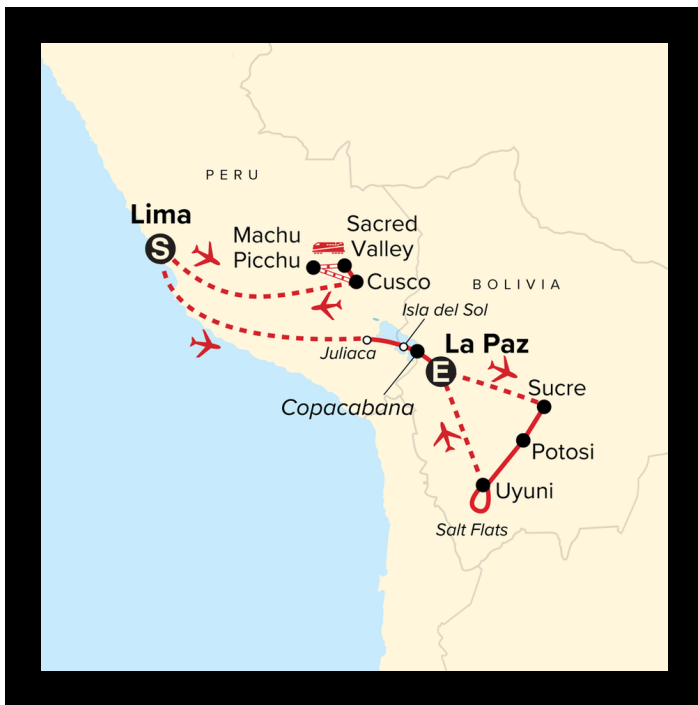 PERU
Lima
S
Machu
Picchu
Sacred
Valley
Cusco
BOLIVIA
Isla del Sol
Juliaca
La Paz
E
Copacabana
Sucre
Potosi
Uyuni
Salt Flats